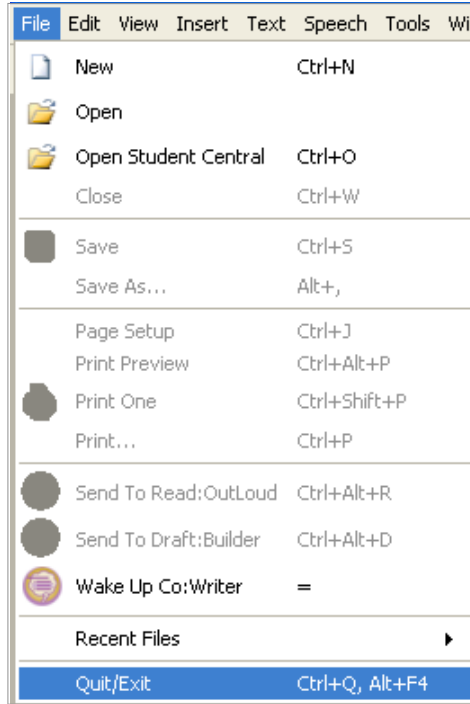 File Edit View Insert Text Speech Tools Wi
New Ctrl+N
Open
Open Student Central Ctrl+O
Close Ctrl+W
Save Ctrl+S
Save As... Alt+,
Page Setup Ctrl+J
Print Preview Ctrl+Alt+P
Print One Ctrl+Shift+P
Print... Ctrl+P
Send To Read:OutLoud Ctrl+Alt+R
Send To Draft:Builder Ctrl+Alt+D
Wake Up Co:Writer =
Recent Files
Quit/Exit Ctrl+Q, Alt+F4